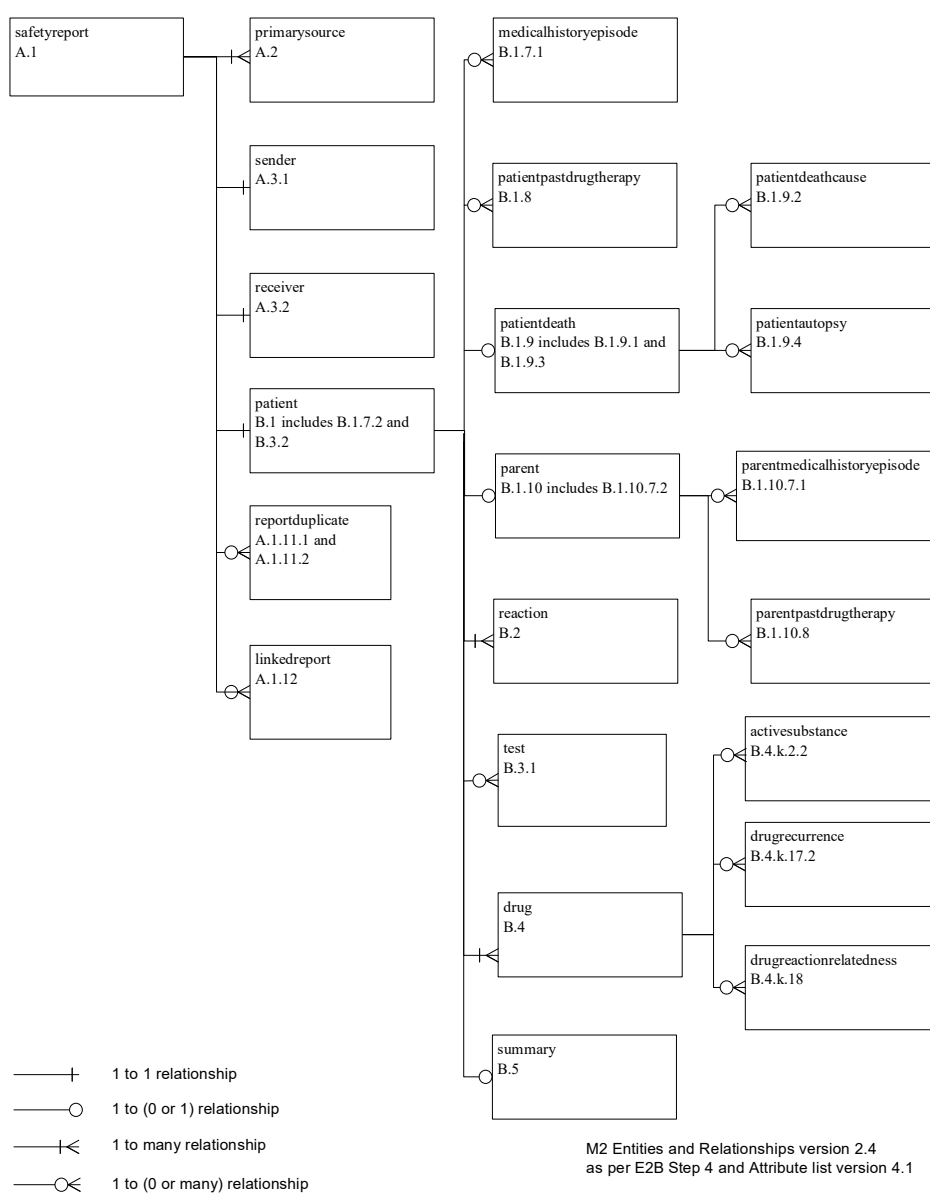 safetyreport
A.1
primarysource
A.2
sender
A.3.1
receiver
A.3.2
patient
B.1 includes B.1.7.2 and
B.3.2
reportduplicate
A.1.11.1 and
A.1.11.2
linkedreport
A.1.12
medicalhistoryepisode
B.1.7.1
patientpastdrugtherapy
B.1.8
patientdeath
B.1.9 includes B.1.9.1 and
B.1.9.3
parent
B.1.10 includes B.1.10.7.2
reaction
B.2
test
B.3.1
drug
B.4
summary
B.5
patientdeathcause
B.1.9.2
patientautopsy
B.1.9.4
parentmedicalhistoryepisode
B.1.10.7.1
parentpastdrugtherapy
B.1.10.8
activesubstance
B.4.k.2.2
drugrecurrence
B.4.k.17.2
drugreactionrelatedness
B.4.k.18
1 to 1 relationship
1 to (0 or 1) relationship
1 to many relationship
1 to (0 or many) relationship
M2 Entities and Relationships version 2.4
as per E2B Step 4 and Attribute list version 4.1